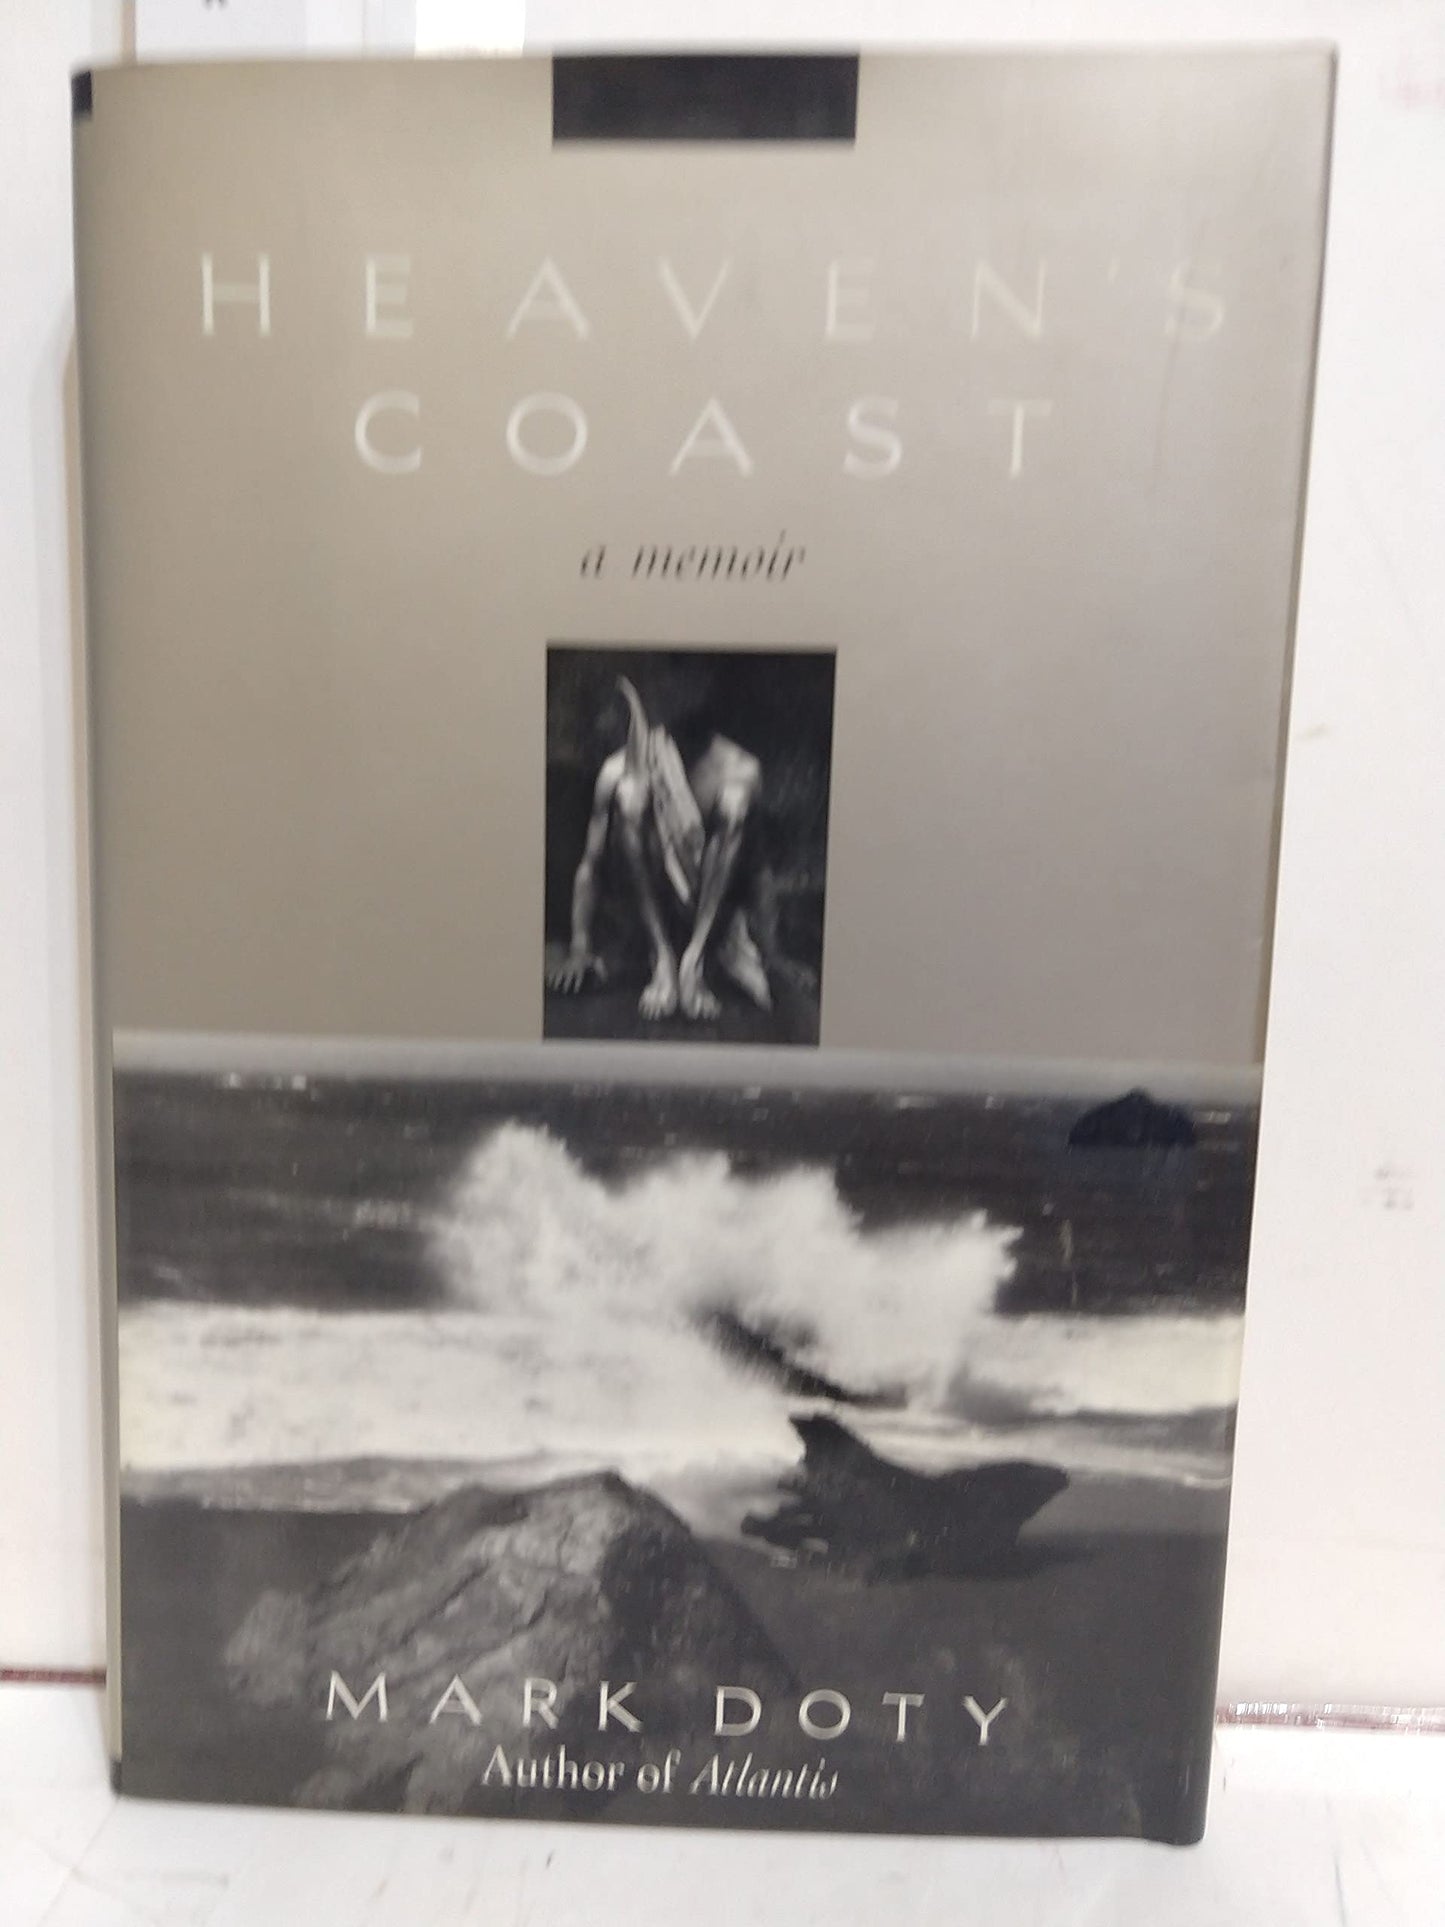 HEAVEN'S
COAST
a memoir
MARK DOTY
Author of Atlantis